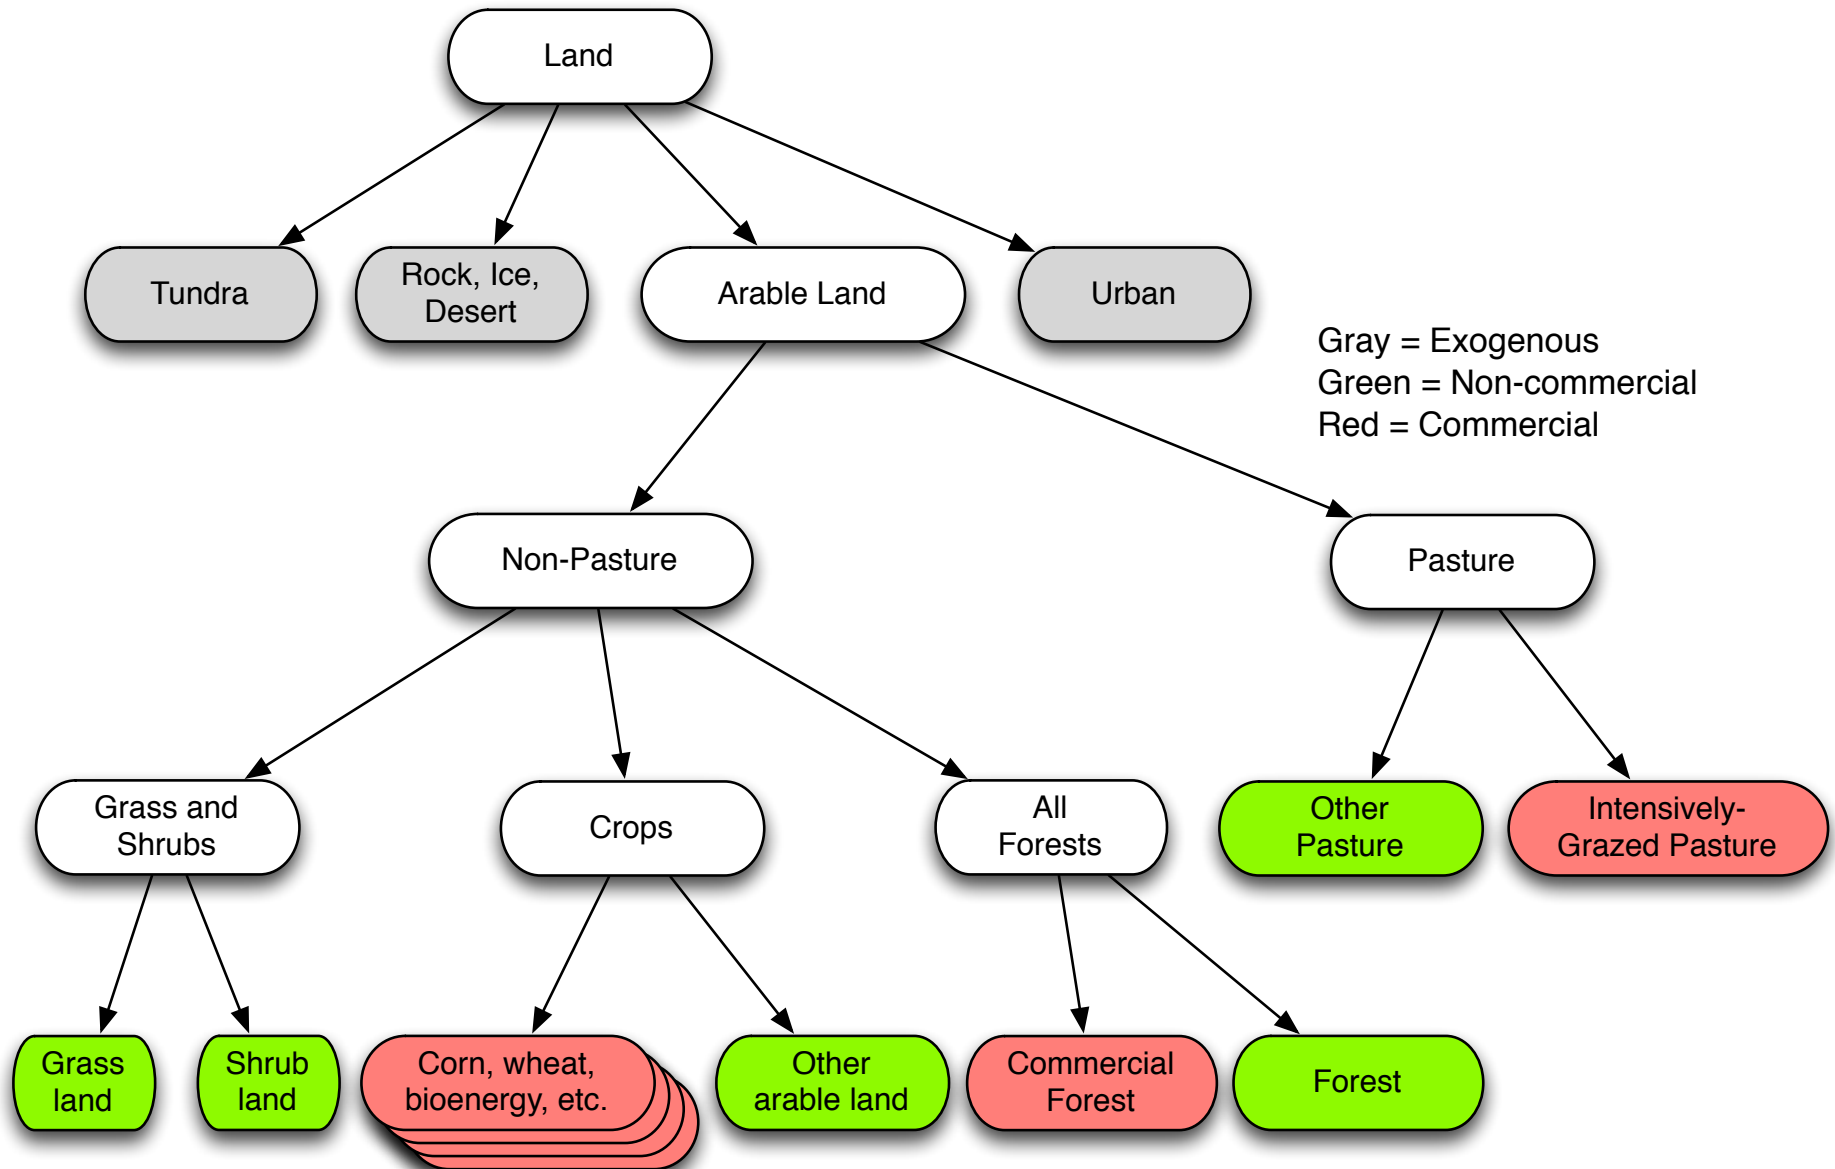 Land
Tundra
Rock, Ice,
Desert
Arable Land
Urban
Gray = Exogenous
Green = Non-commercial
Red = Commercial
Non-Pasture
Pasture
Grass and
Shrubs
Crops
All
Forests
Other
Pasture
Intensively-
Grazed Pasture
Grass
land
Shrub
land
Corn, wheat,
bioenergy, etc.
Other
arable land
Commercial
Forest
Forest